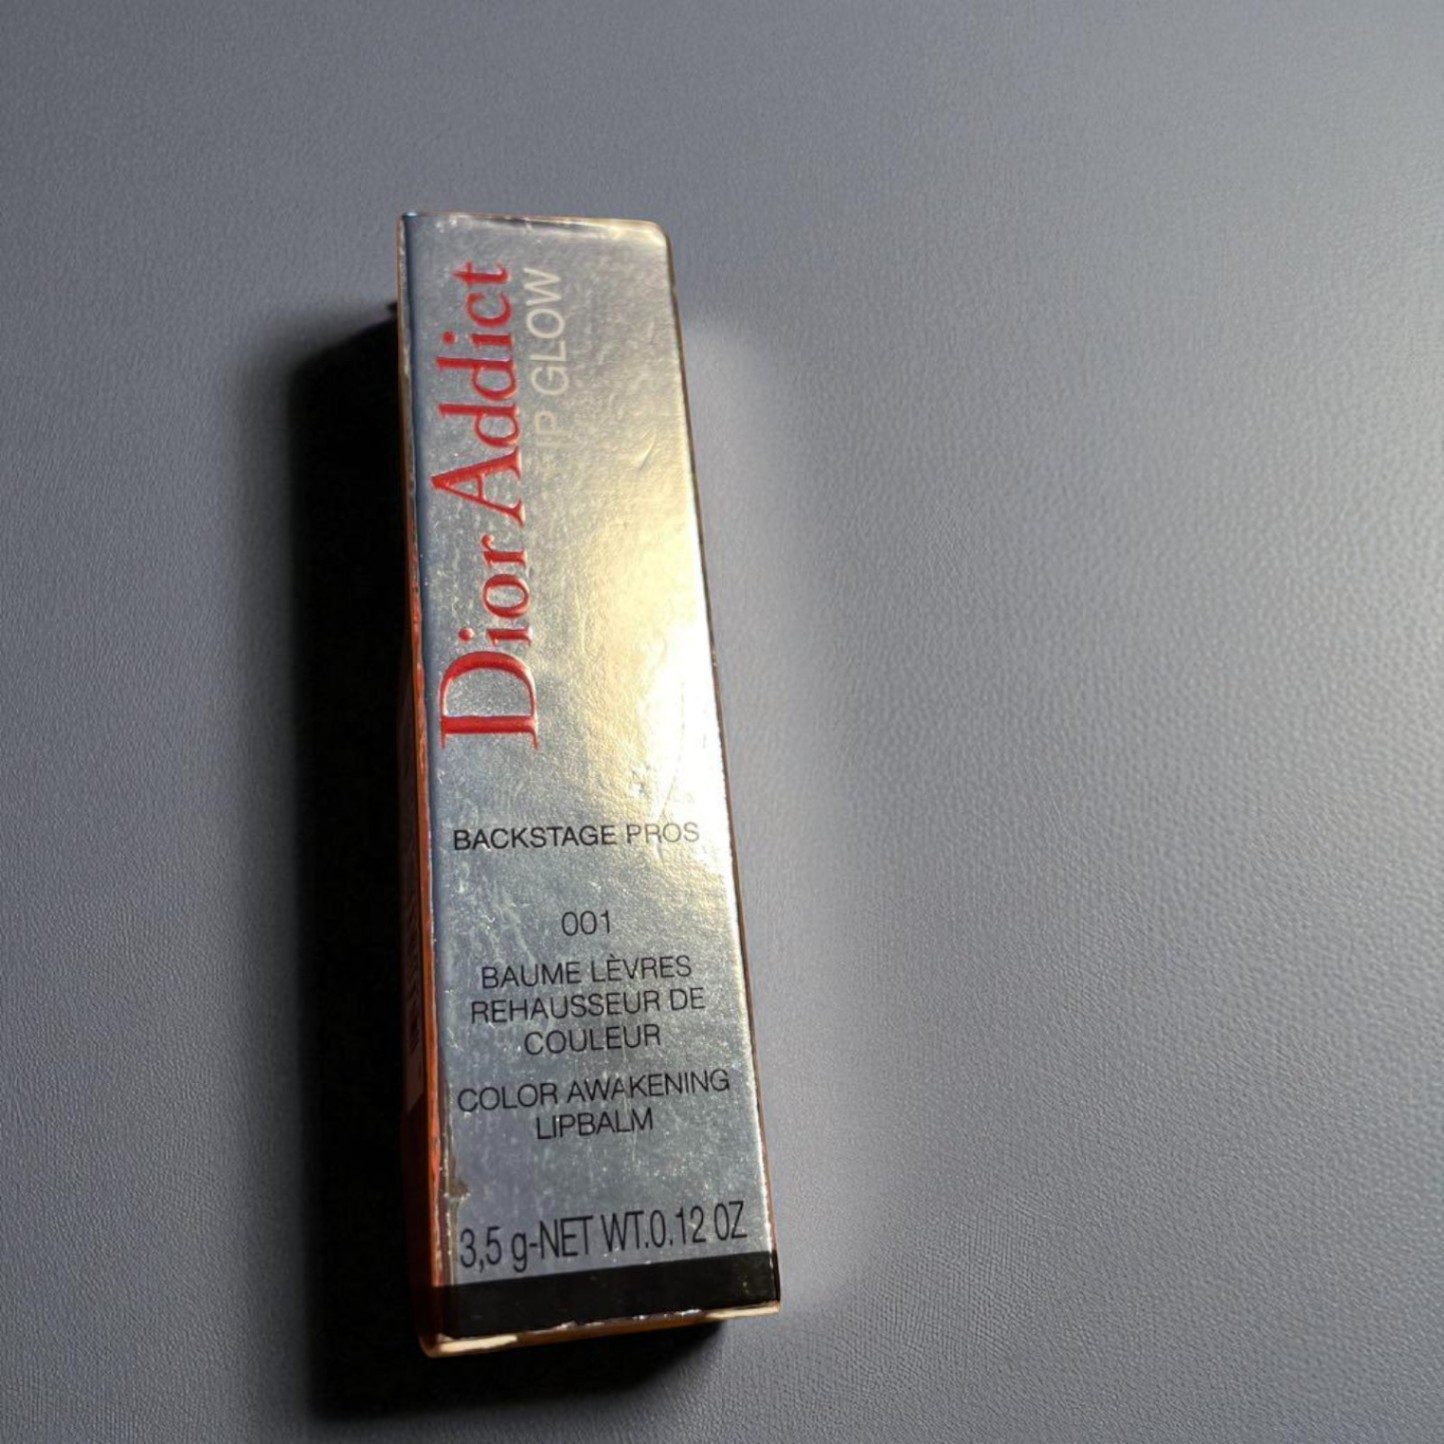 Dior Addict
LIP GLOW
BACKSTAGE PROS
001
BAUME LÈVRES
REHAUSSEUR DE
COULEUR
COLOR AWAKENING
LIPBALM
3,5 g-NET WT.0.12 OZ